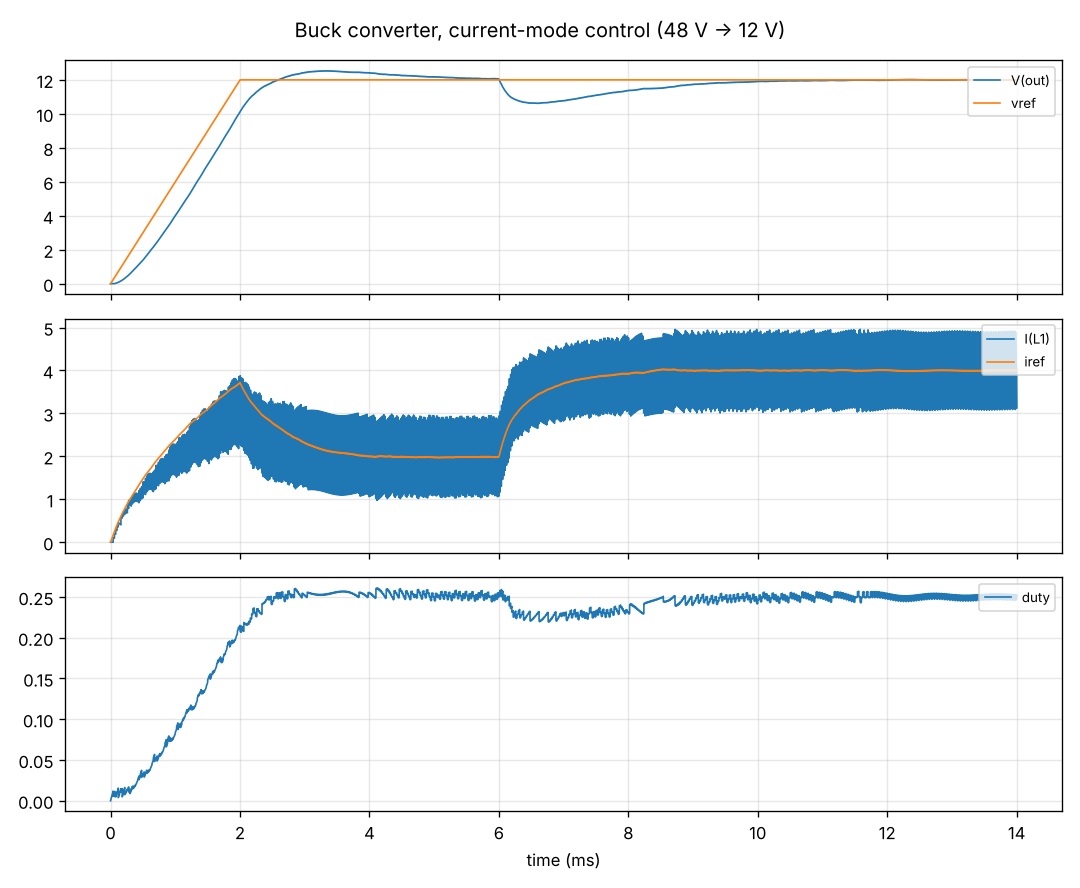 Buck converter, current-mode control (48 V → 12 V)
12
10
8
6
4
2
0
V(out)
vref
5
4
3
2
1
0
I(L1)
iref
0.25
0.20
0.15
0.10
0.05
0.00
duty
0 2 4 6 8 10 12 14
time (ms)